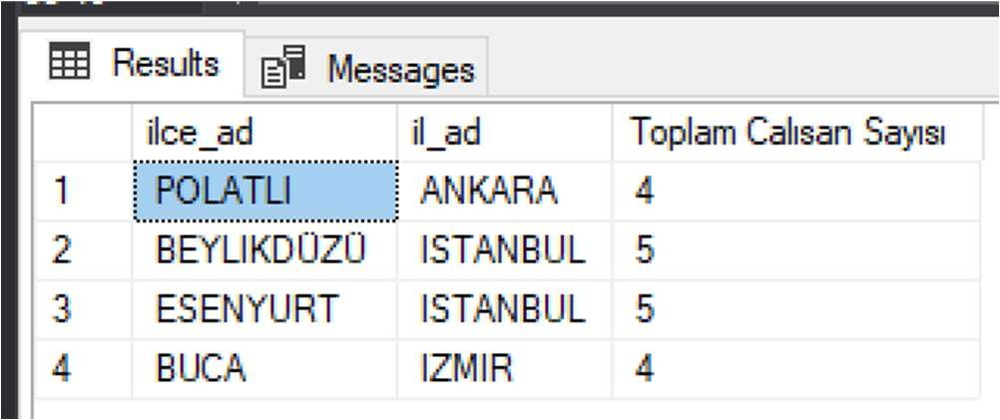 Results Messages
ilce_ad il_ad Toplam Calısan Sayısı
1 POLATLI ANKARA 4
2 BEYLIKDÜZÜ ISTANBUL 5
3 ESENYURT ISTANBUL 5
4 BUCA IZMIR 4